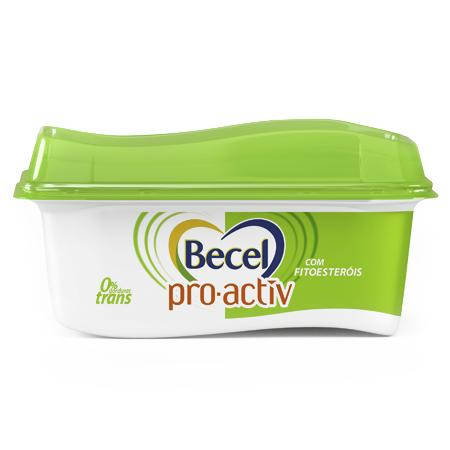 Becel
pro·activ
COM
FITOESTERÓIS
0%
gorduras
trans